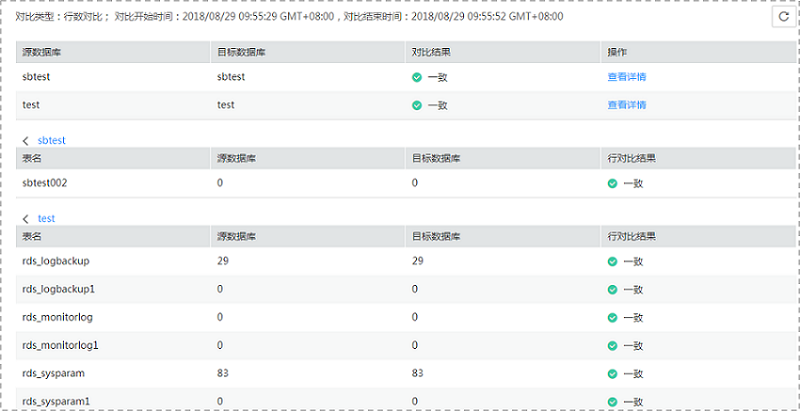 对比类型：行数对比； 对比开始时间：2018/08/29 09:55:29 GMT+08:00，对比结束时间：2018/08/29 09:55:52 GMT+08:00
源数据库 目标数据库 对比结果 操作
sbtest sbtest 一致 查看详情
test test 一致 查看详情
sbtest
表名 源数据库 目标数据库 行对比结果
sbtest002 0 0 一致
test
表名 源数据库 目标数据库 行对比结果
rds_logbackup 29 29 一致
rds_logbackup1 0 0 一致
rds_monitorlog 0 0 一致
rds_monitorlog1 0 0 一致
rds_sysparam 83 83 一致
rds_sysparam1 0 0 一致